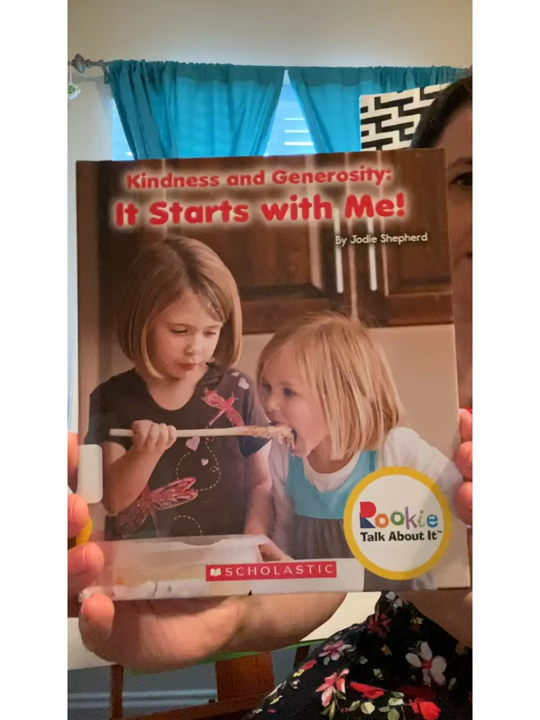 Kindness and Generosity:
It Starts with Me!
By Jodie Shepherd
Rookie
Talk About It™
SCHOLASTIC